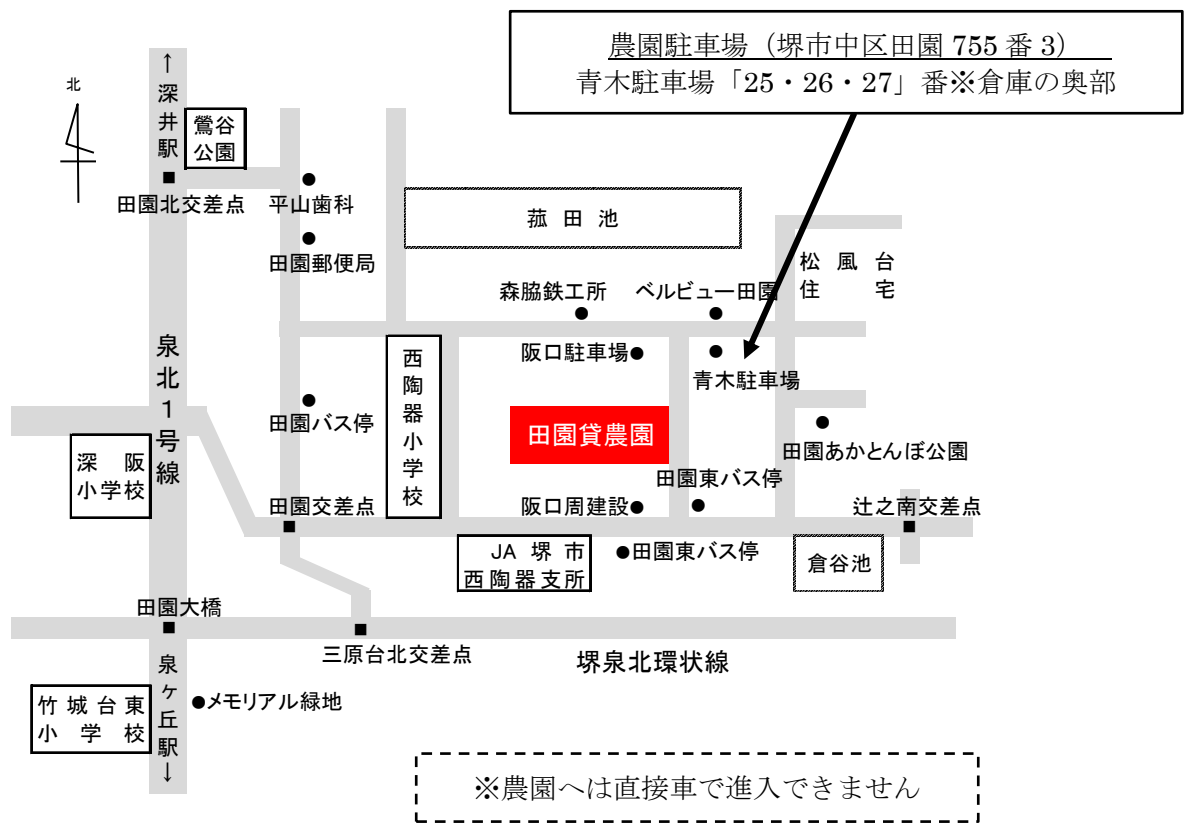 農園駐車場（堺市中区田園 755 番 3）
青木駐車場「25・26・27」番※倉庫の奥部
北
↑深井駅
鶯谷
公園
田園北交差点
平山歯科
田園郵便局
菰田池
松風台
住宅
森脇鉄工所
ベルビュー田園
阪口駐車場
青木駐車場
泉北１号線
西陶器小学校
田園バス停
田園貸農園
田園あかとんぼ公園
深阪
小学校
田園東バス停
田園交差点
阪口周建設
辻之南交差点
JA 堺市
西陶器支所
田園東バス停
倉谷池
田園大橋
三原台北交差点
堺泉北環状線
泉ヶ丘駅↓
竹城台東
小学校
メモリアル緑地
※農園へは直接車で進入できません